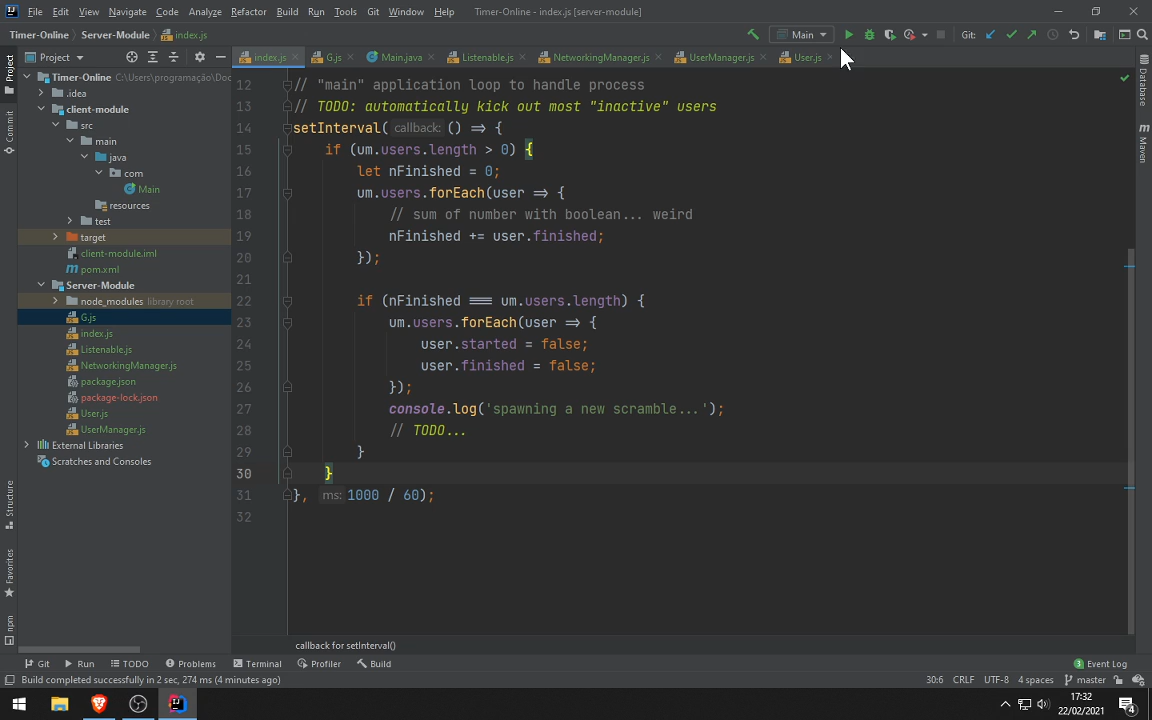 File Edit View Navigate Code Analyze Refactor Build Run Tools Git Window Help Timer-Online - index.js [server-module]
Timer-Online Server-Module index.js Main Git:
Project index.js G.js Main.java Listenable.js NetworkingManager.js UserManager.js User.js
Project
Commit
Structure
Favorites
npm
Timer-Online C:\Users\programação\Doc
.idea
client-module
src
main
java
com
Main
resources
test
target
client-module.iml
pom.xml
Server-Module
node_modules library root
G.js
index.js
Listenable.js
NetworkingManager.js
package.json
package-lock.json
User.js
UserManager.js
External Libraries
Scratches and Consoles
12 // "main" application loop to handle process
13 // TODO: automatically kick out most "inactive" users
14 setInterval( callback: () ⇒ {
15 if (um.users.length > 0) {
16 let nFinished = 0;
17 um.users.forEach(user ⇒ {
18 // sum of number with boolean... weird
19 nFinished += user.finished;
20 });
21
22 if (nFinished === um.users.length) {
23 um.users.forEach(user ⇒ {
24 user.started = false;
25 user.finished = false;
26 });
27 console.log('spawning a new scramble...');
28 // TODO...
29 }
30 }
31 }, ms: 1000 / 60);
32
callback for setInterval()
Database
Maven
Git Run TODO Problems Terminal Profiler Build 3 Event Log
Build completed successfully in 2 sec, 274 ms (4 minutes ago) 30:6 CRLF UTF-8 4 spaces master
17:32
22/02/2021
4